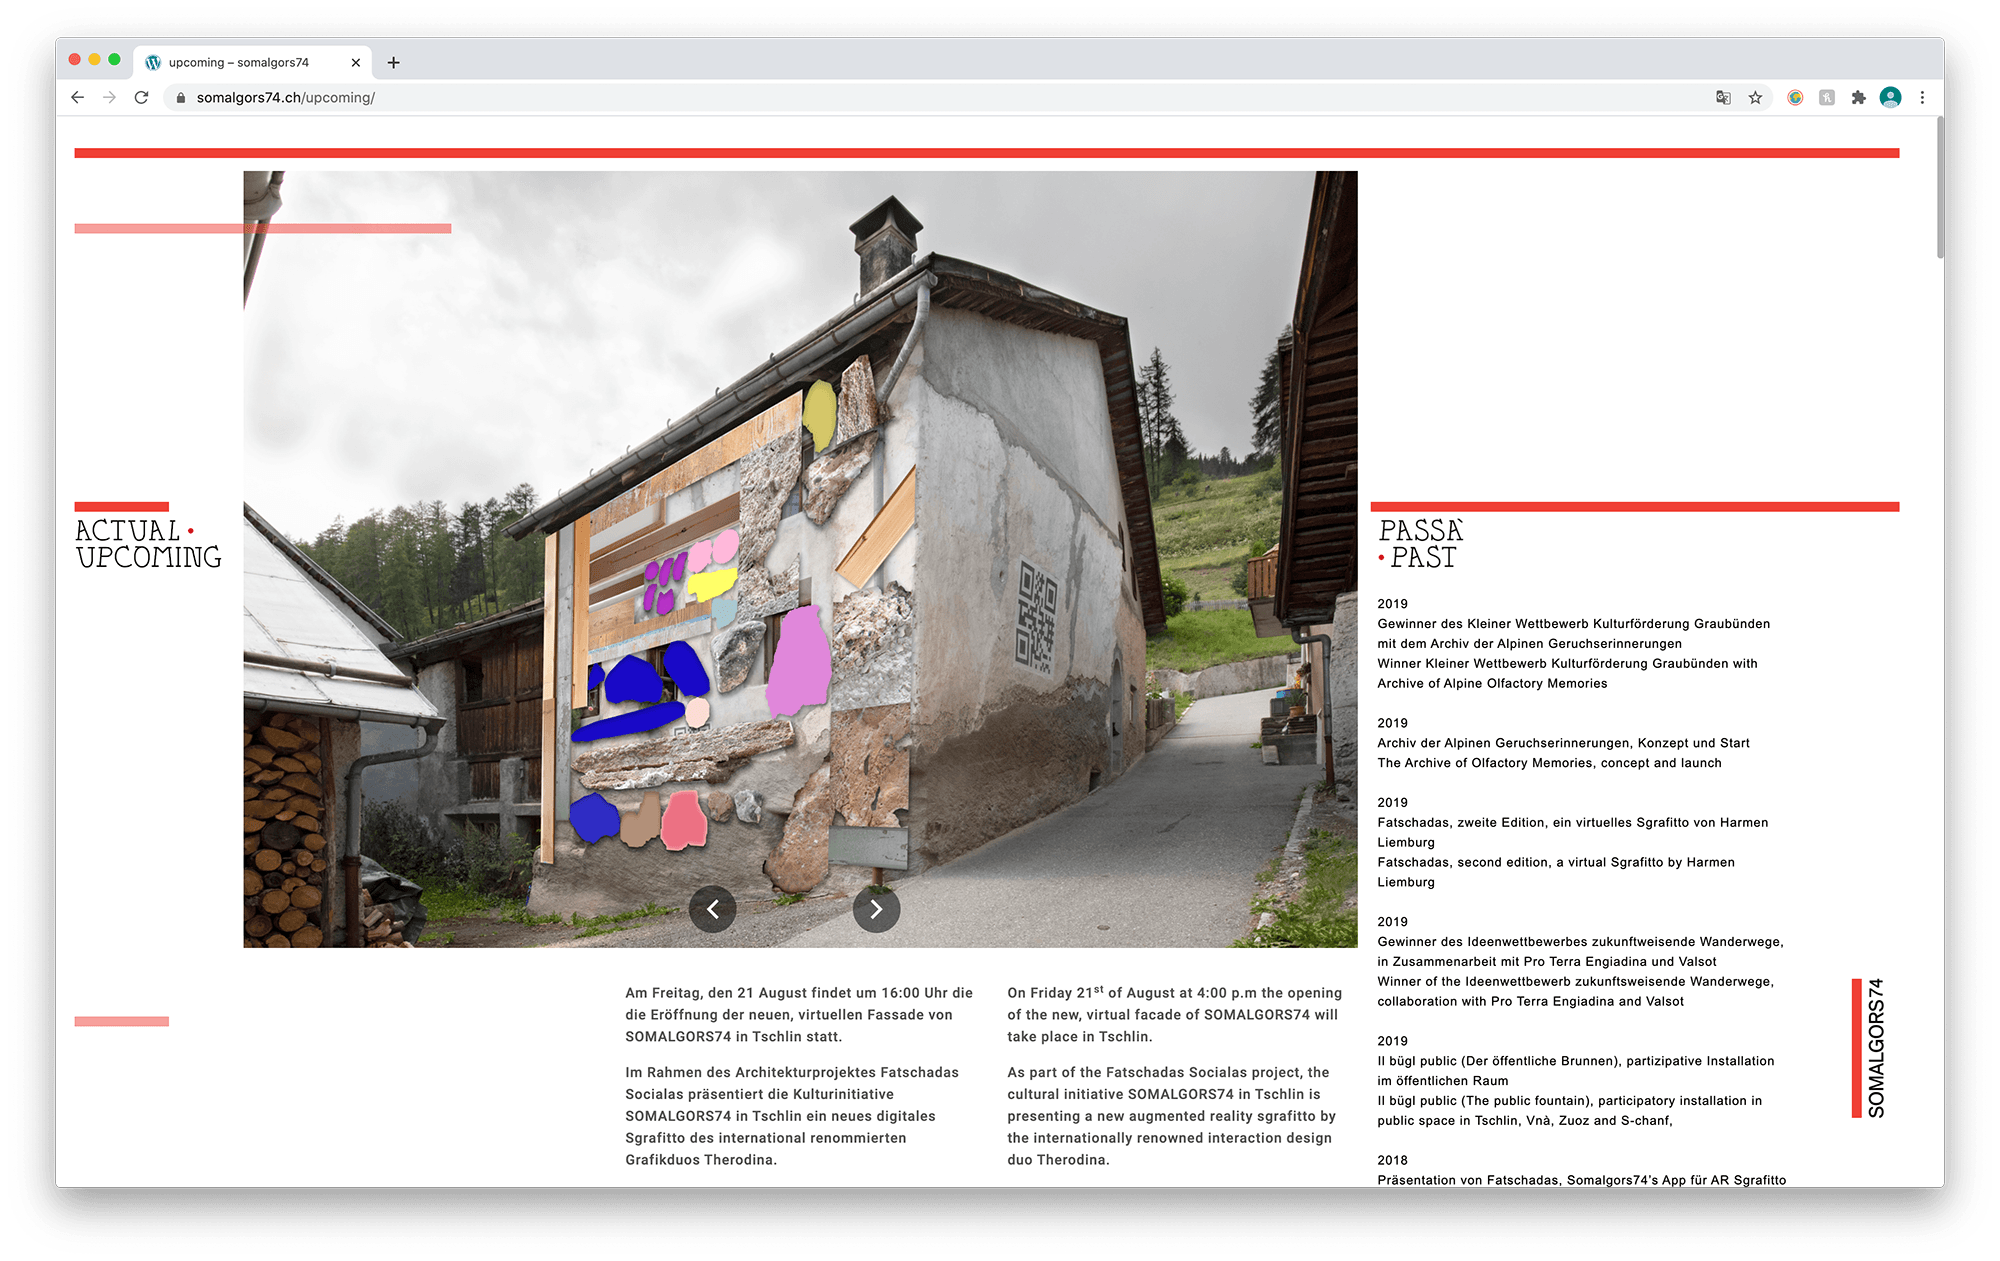 upcoming – somalgors74
somalgors74.ch/upcoming/
ACTUAL •
UPCOMING
Am Freitag, den 21 August findet um 16:00 Uhr die
die Eröffnung der neuen, virtuellen Fassade von
SOMALGORS74 in Tschlin statt.
Im Rahmen des Architekturprojektes Fatschadas
Socialas präsentiert die Kulturinitiative
SOMALGORS74 in Tschlin ein neues digitales
Sgrafitto des international renommierten
Grafikduos Therodina.
On Friday 21st of August at 4:00 p.m the opening
of the new, virtual facade of SOMALGORS74 will
take place in Tschlin.
As part of the Fatschadas Socialas project, the
cultural initiative SOMALGORS74 in Tschlin is
presenting a new augmented reality sgrafitto by
the internationally renowned interaction design
duo Therodina.
PASSÀ
• PAST
2019
Gewinner des Kleiner Wettbewerb Kulturförderung Graubünden
mit dem Archiv der Alpinen Geruchserinnerungen
Winner Kleiner Wettbewerb Kulturförderung Graubünden with
Archive of Alpine Olfactory Memories
2019
Archiv der Alpinen Geruchserinnerungen, Konzept und Start
The Archive of Olfactory Memories, concept and launch
2019
Fatschadas, zweite Edition, ein virtuelles Sgrafitto von Harmen
Liemburg
Fatschadas, second edition, a virtual Sgrafitto by Harmen
Liemburg
2019
Gewinner des Ideenwettbewerbes zukunftweisende Wanderwege,
in Zusammenarbeit mit Pro Terra Engiadina und Valsot
Winner of the Ideenwettbewerb zukunftsweisende Wanderwege,
collaboration with Pro Terra Engiadina and Valsot
2019
Il bügl public (Der öffentliche Brunnen), partizipative Installation
im öffentlichen Raum
Il bügl public (The public fountain), participatory installation in
public space in Tschlin, Vnà, Zuoz and S-chanf,
2018
Präsentation von Fatschadas, Somalgors74's App für AR Sgrafitto
SOMALGORS74